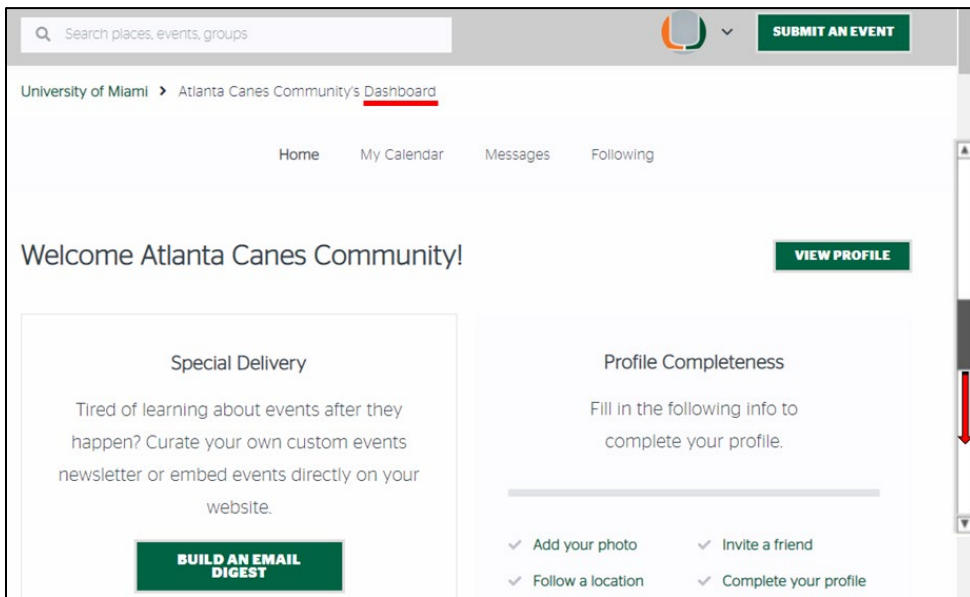 Search places, events, groups
SUBMIT AN EVENT
University of Miami > Atlanta Canes Community's Dashboard
Home My Calendar Messages Following
Welcome Atlanta Canes Community!
VIEW PROFILE
Special Delivery
Tired of learning about events after they
happen? Curate your own custom events
newsletter or embed events directly on your
website.
BUILD AN EMAIL
DIGEST
Profile Completeness
Fill in the following info to
complete your profile.
Add your photo
Invite a friend
Follow a location
Complete your profile